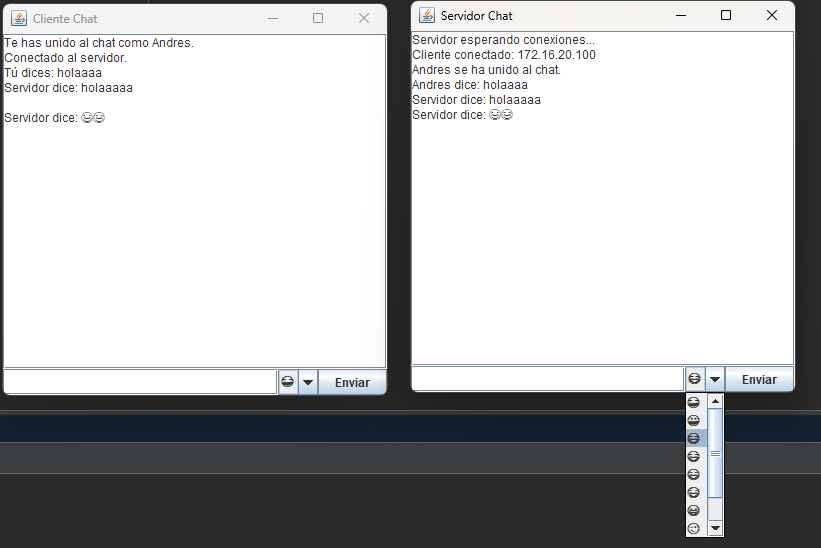 Cliente Chat
Te has unido al chat como Andres.
Conectado al servidor.
Tú dices: holaaaa
Servidor dice: holaaaaa
Servidor dice: 😂😂
Enviar
Servidor Chat
Servidor esperando conexiones...
Cliente conectado: 172.16.20.100
Andres se ha unido al chat.
Andres dice: holaaaa
Servidor dice: holaaaaa
Servidor dice: 😂😂
Enviar